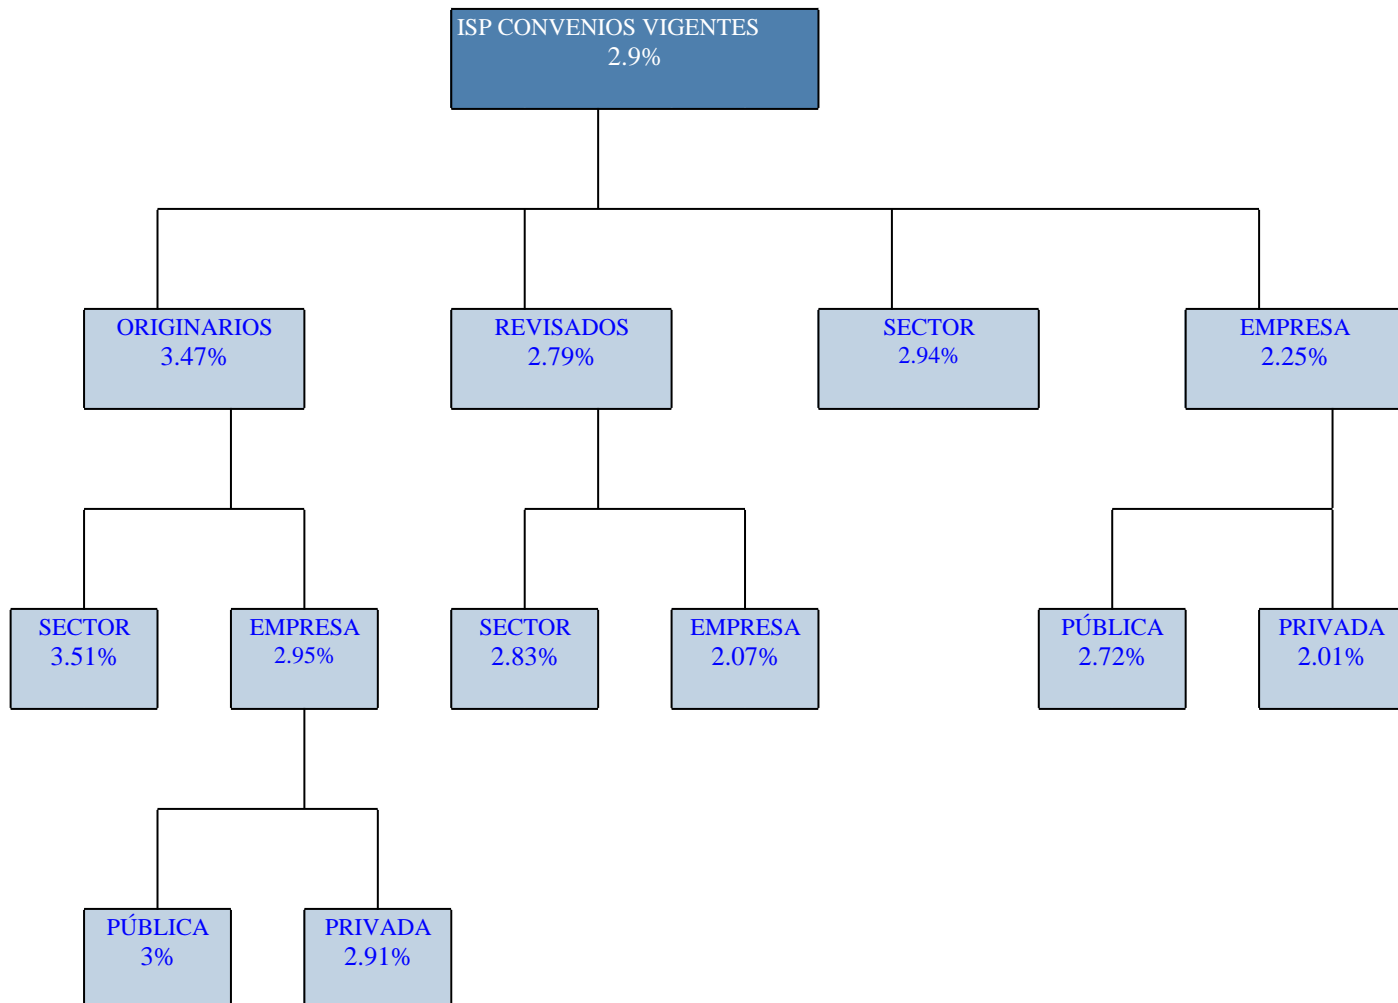 ISP CONVENIOS VIGENTES
2.9%
ORIGINARIOS
3.47%
REVISADOS
2.79%
SECTOR
2.94%
EMPRESA
2.25%
SECTOR
3.51%
EMPRESA
2.95%
SECTOR
2.83%
EMPRESA
2.07%
PÚBLICA
2.72%
PRIVADA
2.01%
PÚBLICA
3%
PRIVADA
2.91%